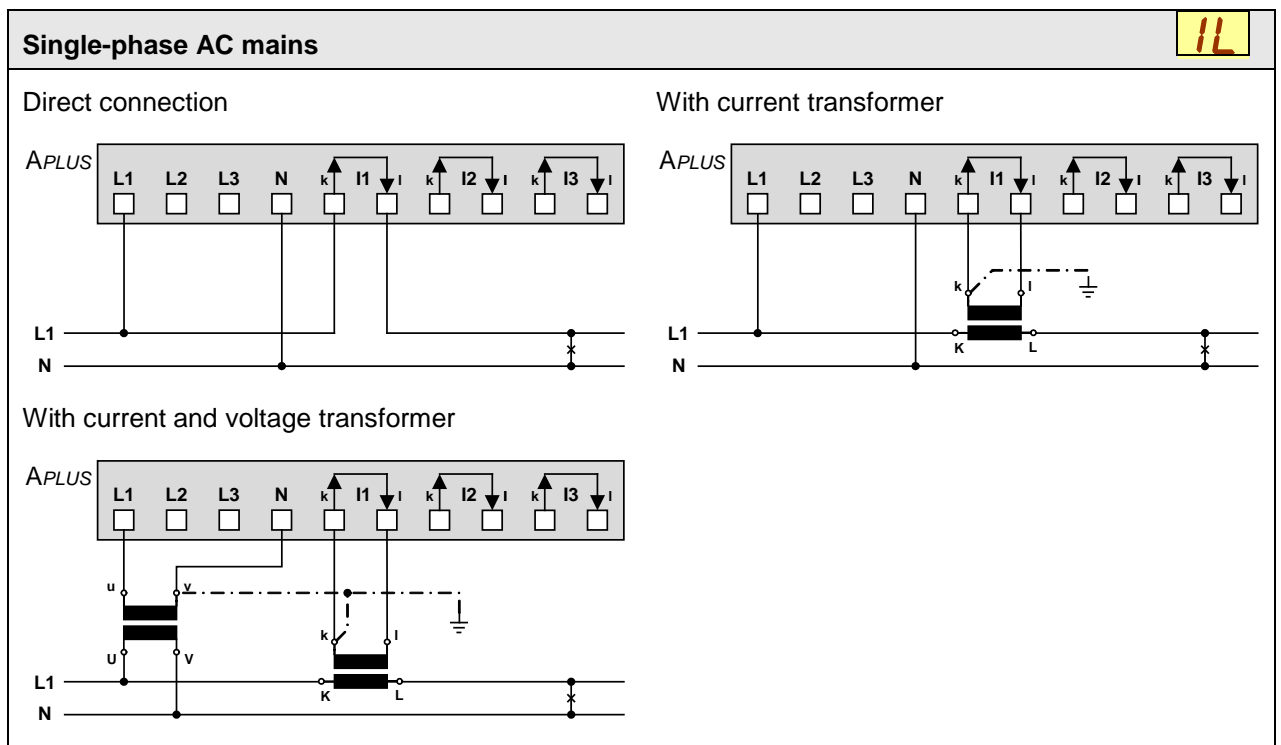 Single-phase AC mains 1L
Direct connection
APLUS
L1 L2 L3 N k I1 l k I2 l k I3 l
L1
N
With current transformer
APLUS
L1 L2 L3 N k I1 l k I2 l k I3 l
k l
L1
K L
N
With current and voltage transformer
APLUS
L1 L2 L3 N k I1 l k I2 l k I3 l
u v
k l
U V
L1
K L
N